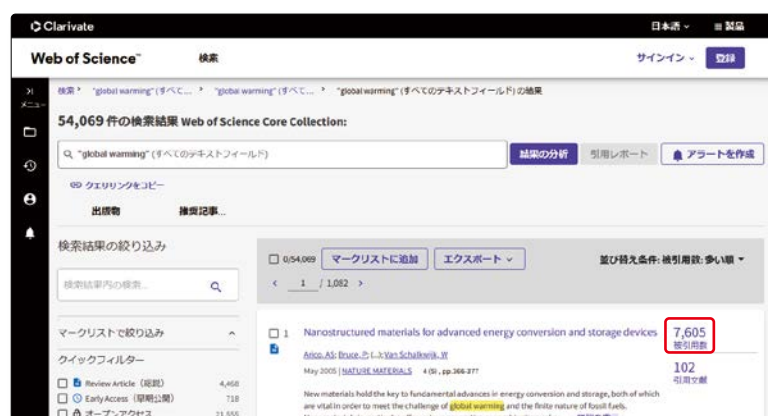 Clarivate
日本語
製品
Web of Science™
検索
サインイン
登録
メニュー
検索 > "global warming" (すべて... > "global warming" (すべて... > "global warming" (すべてのテキストフィールド) の結果
54,069 件の検索結果 Web of Science Core Collection:
"global warming" (すべてのテキストフィールド)
結果の分析
引用レポート
アラートを作成
クエリリンクをコピー
出版物
推奨記事...
検索結果の絞り込み
検索結果内の検索...
0/54,069
マークリストに追加
エクスポート
並び替え条件: 被引用数: 多い順
1 / 1,082
マークリストで絞り込み
クイックフィルター
Review Article (総説) 4,468
Early Access (早期公開) 718
オープンアクセス 21,555
1
Nanostructured materials for advanced energy conversion and storage devices
7,605
被引用数
Arico, AS; Bruce, P; (...); Van Schalkwijk, W
May 2005 | NATURE MATERIALS 4 (5), pp.366-377
102
引用文献
New materials hold the key to fundamental advances in energy conversion and storage, both of which
are vital in order to meet the challenge of global warming and the finite nature of fossil fuels.